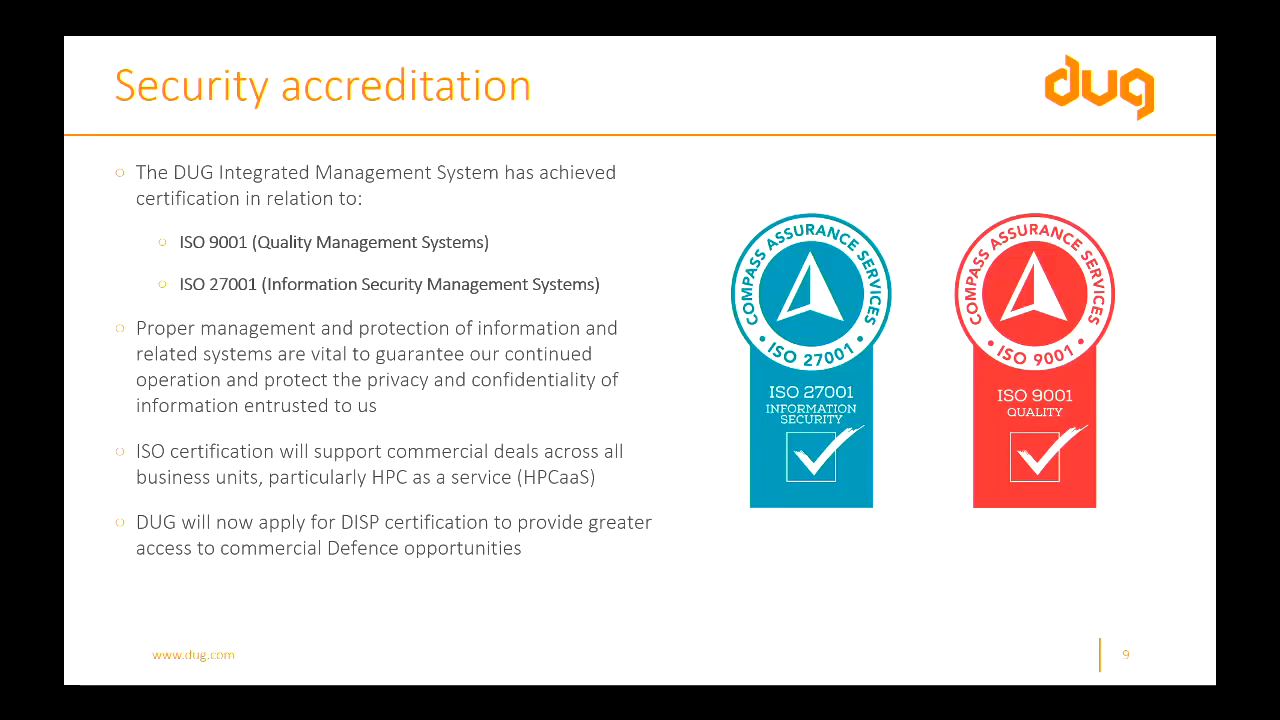 Security accreditation
dug
○ The DUG Integrated Management System has achieved
certification in relation to:
○ ISO 9001 (Quality Management Systems)
○ ISO 27001 (Information Security Management Systems)
○ Proper management and protection of information and
related systems are vital to guarantee our continued
operation and protect the privacy and confidentiality of
information entrusted to us
○ ISO certification will support commercial deals across all
business units, particularly HPC as a service (HPCaaS)
○ DUG will now apply for DISP certification to provide greater
access to commercial Defence opportunities
COMPASS ASSURANCE SERVICES
• ISO 27001 •
ISO 27001
INFORMATION
SECURITY
COMPASS ASSURANCE SERVICES
• ISO 9001 •
ISO 9001
QUALITY
www.dug.com
9